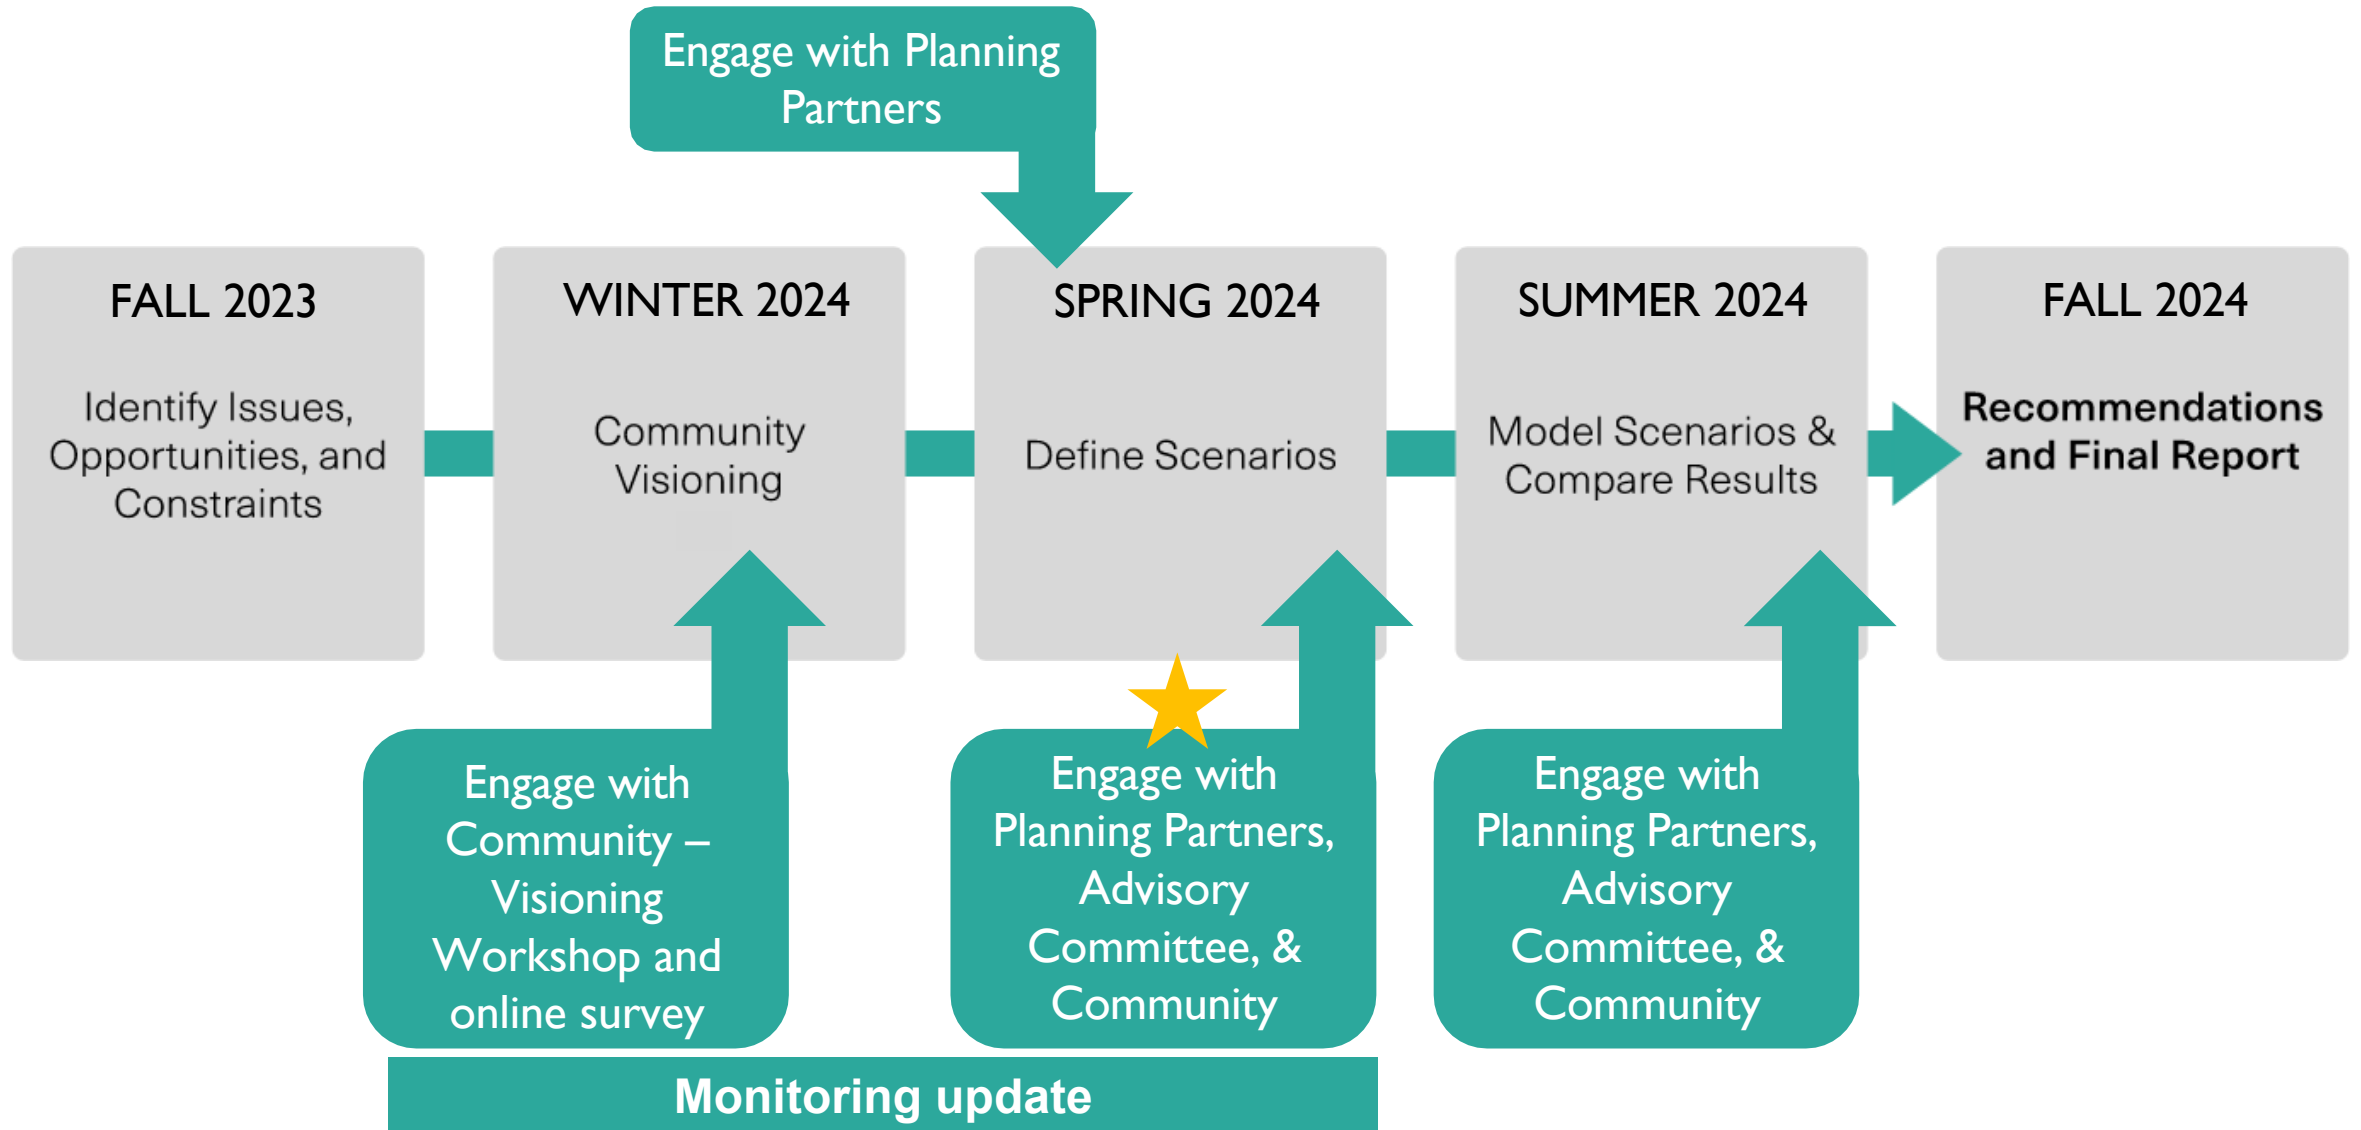 Engage with Planning
Partners
FALL 2023
Identify Issues,
Opportunities, and
Constraints
WINTER 2024
Community
Visioning
SPRING 2024
Define Scenarios
SUMMER 2024
Model Scenarios &
Compare Results
FALL 2024
Recommendations
and Final Report
Engage with
Community –
Visioning
Workshop and
online survey
Engage with
Planning Partners,
Advisory
Committee, &
Community
Engage with
Planning Partners,
Advisory
Committee, &
Community
Monitoring update